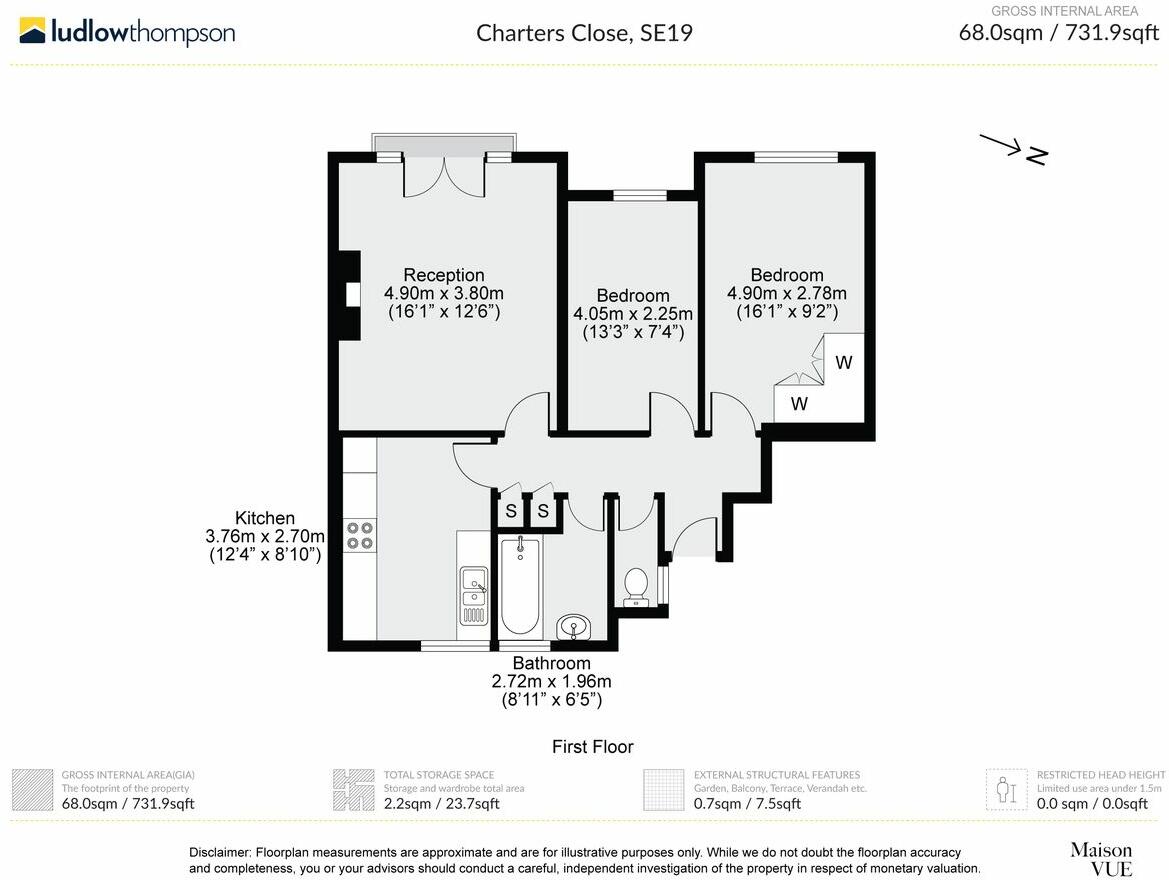 ludlowthompson
Charters Close, SE19
GROSS INTERNAL AREA
68.0sqm / 731.9sqft
N
Reception
4.90m x 3.80m
(16'1" x 12'6")
Bedroom
4.05m x 2.25m
(13'3" x 7'4")
Bedroom
4.90m x 2.78m
(16'1" x 9'2")
W
W
S
S
Kitchen
3.76m x 2.70m
(12'4" x 8'10")
Bathroom
2.72m x 1.96m
(8'11" x 6'5")
First Floor
GROSS INTERNAL AREA(GIA)
The footprint of the property
68.0sqm / 731.9sqft
TOTAL STORAGE SPACE
Storage and wardrobe total area
2.2sqm / 23.7sqft
EXTERNAL STRUCTURAL FEATURES
Garden, Balcony, Terrace, Verandah etc.
0.7sqm / 7.5sqft
RESTRICTED HEAD HEIGHT
Limited use area under 1.5m
0.0 sqm / 0.0sqft
Disclaimer: Floorplan measurements are approximate and are for illustrative purposes only. While we do not doubt the floorplan accuracy
and completeness, you or your advisors should conduct a careful, independent investigation of the property in respect of monetary valuation.
Maison
VUE